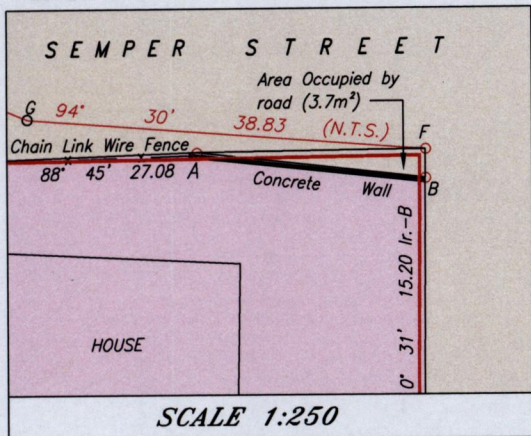 SEMPER STREET
Area Occupied by
road (3.7m²)
G
94° 30' 38.83 (N.T.S.)
F
Chain Link Wire Fence
88° 45' 27.08
A
Concrete Wall
B
0° 31' 15.20 Ir.-B
HOUSE
SCALE 1:250